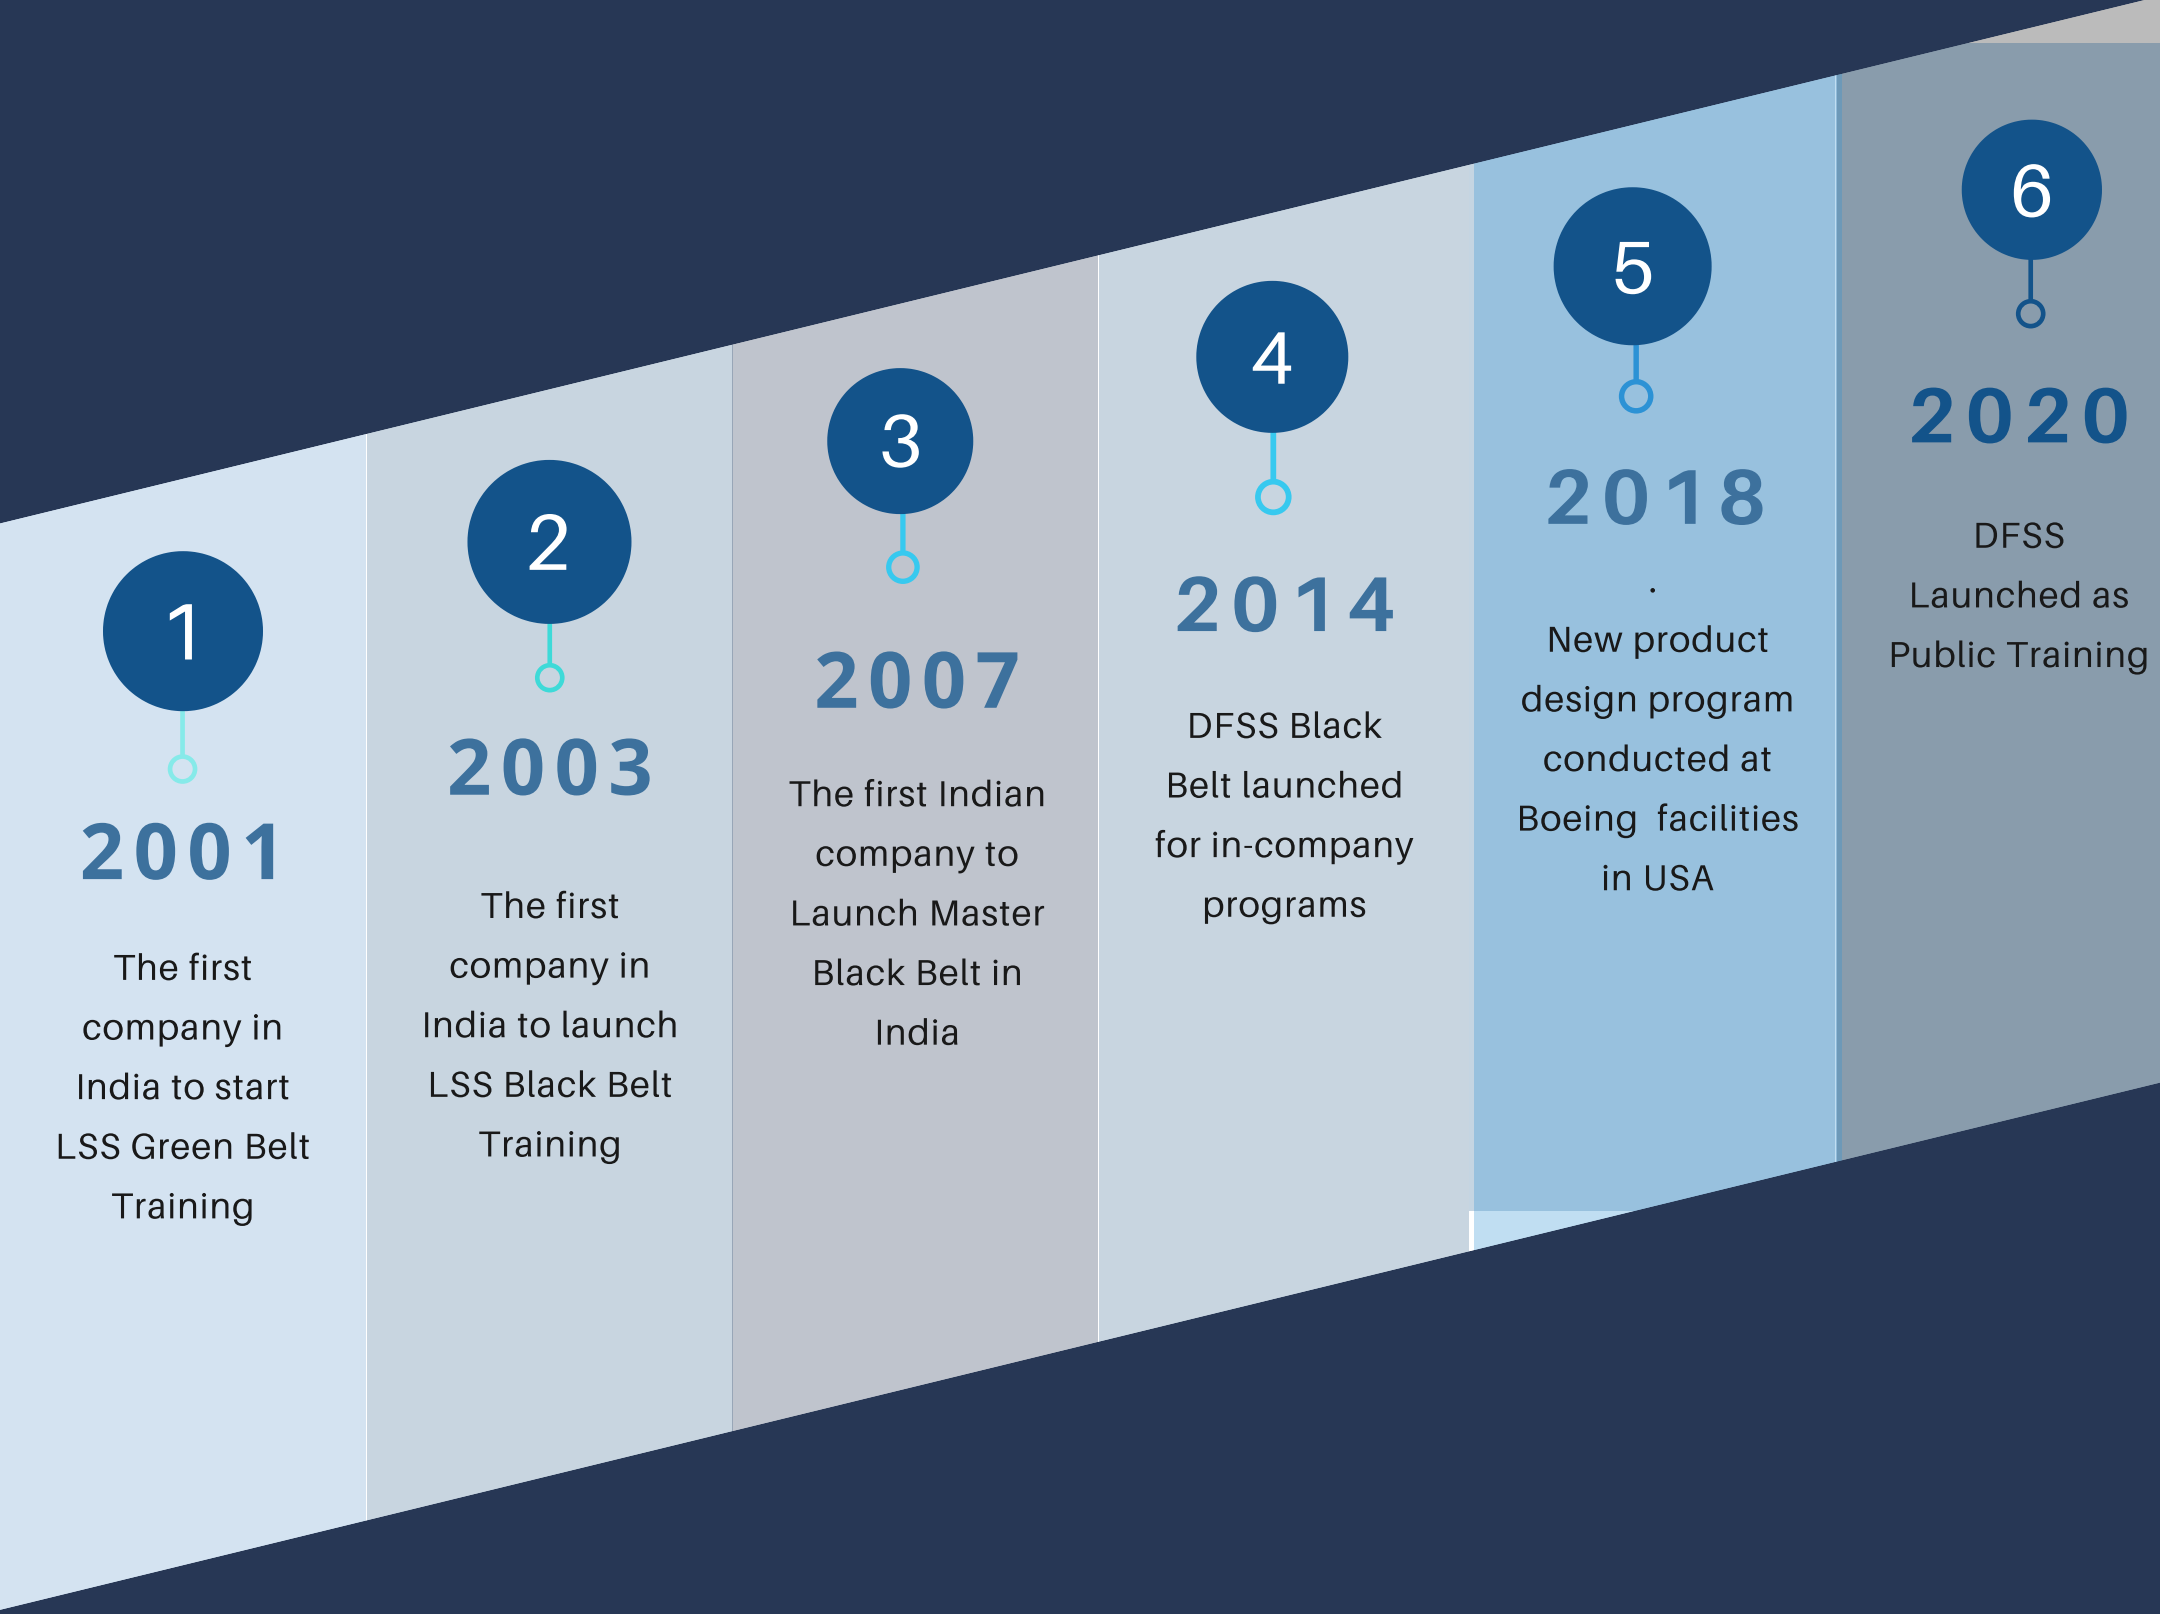 1
2001
The first
company in
India to start
LSS Green Belt
Training
2
2003
The first
company in
India to launch
LSS Black Belt
Training
3
2007
The first Indian
company to
Launch Master
Black Belt in
India
4
2014
DFSS Black
Belt launched
for in-company
programs
5
2018
.
New product
design program
conducted at
Boeing  facilities
in USA
6
2020
DFSS
Launched as
Public Training